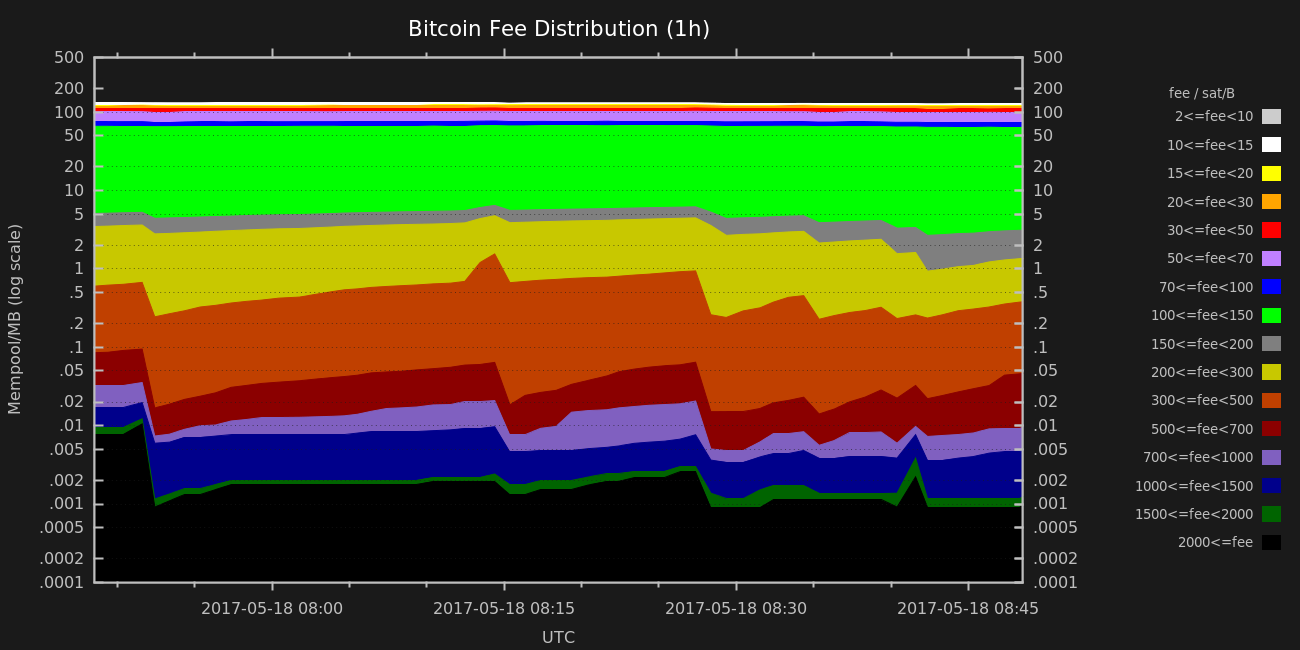 Bitcoin Fee Distribution (1h)
Mempool/MB (log scale)
500
200
100
50
20
10
5
2
1
.5
.2
.1
.05
.02
.01
.005
.002
.001
.0005
.0002
.0001
500
200
100
50
20
10
5
2
1
.5
.2
.1
.05
.02
.01
.005
.002
.001
.0005
.0002
.0001
2017-05-18 08:00
2017-05-18 08:15
2017-05-18 08:30
2017-05-18 08:45
UTC
fee / sat/B
2<=fee<10
10<=fee<15
15<=fee<20
20<=fee<30
30<=fee<50
50<=fee<70
70<=fee<100
100<=fee<150
150<=fee<200
200<=fee<300
300<=fee<500
500<=fee<700
700<=fee<1000
1000<=fee<1500
1500<=fee<2000
2000<=fee